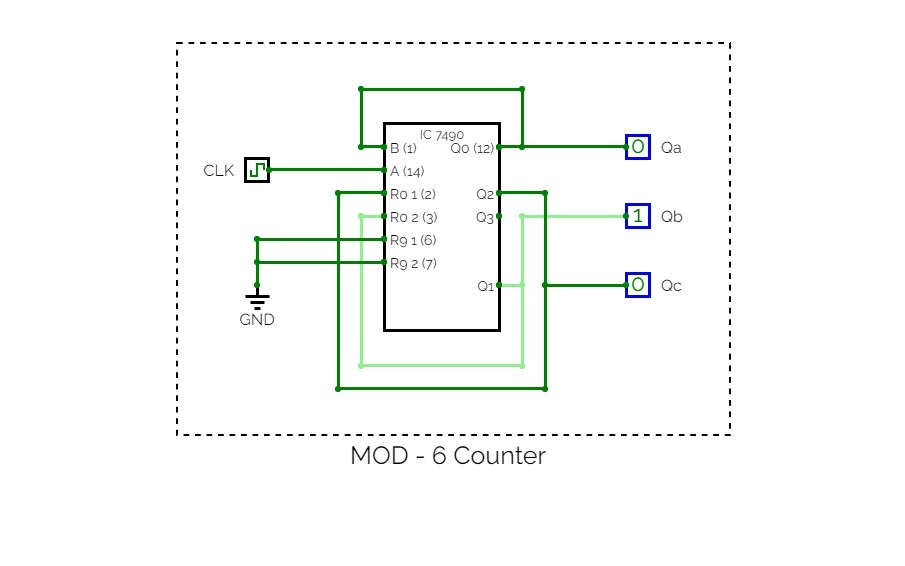 IC 7490
B (1) Q0 (12)
0 Qa
CLK
A (14)
R0 1 (2) Q2
R0 2 (3) Q3
1 Qb
R9 1 (6)
R9 2 (7)
Q1
0 Qc
GND
MOD - 6 Counter